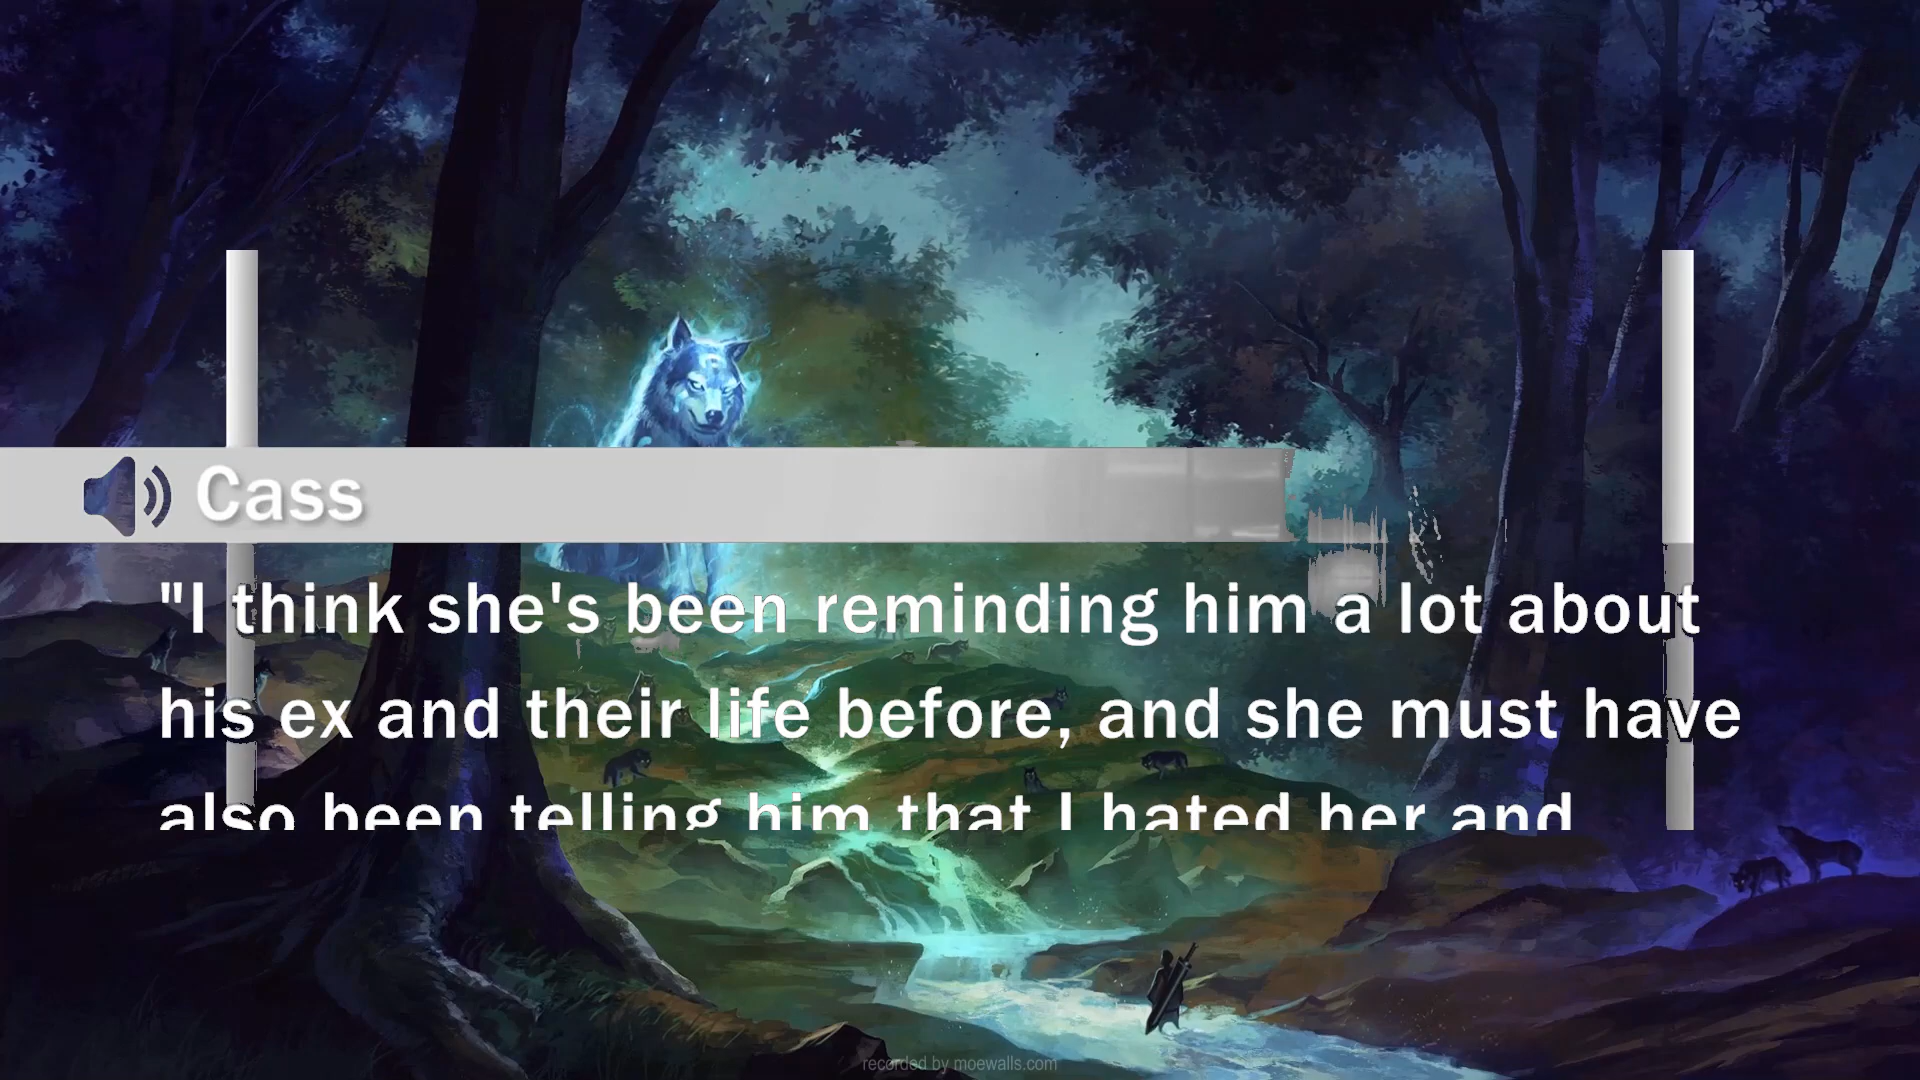 Cass
"I think she's been reminding him a lot about
his ex and their life before, and she must have
also been telling him that I hated her and
recorded by moewalls.com